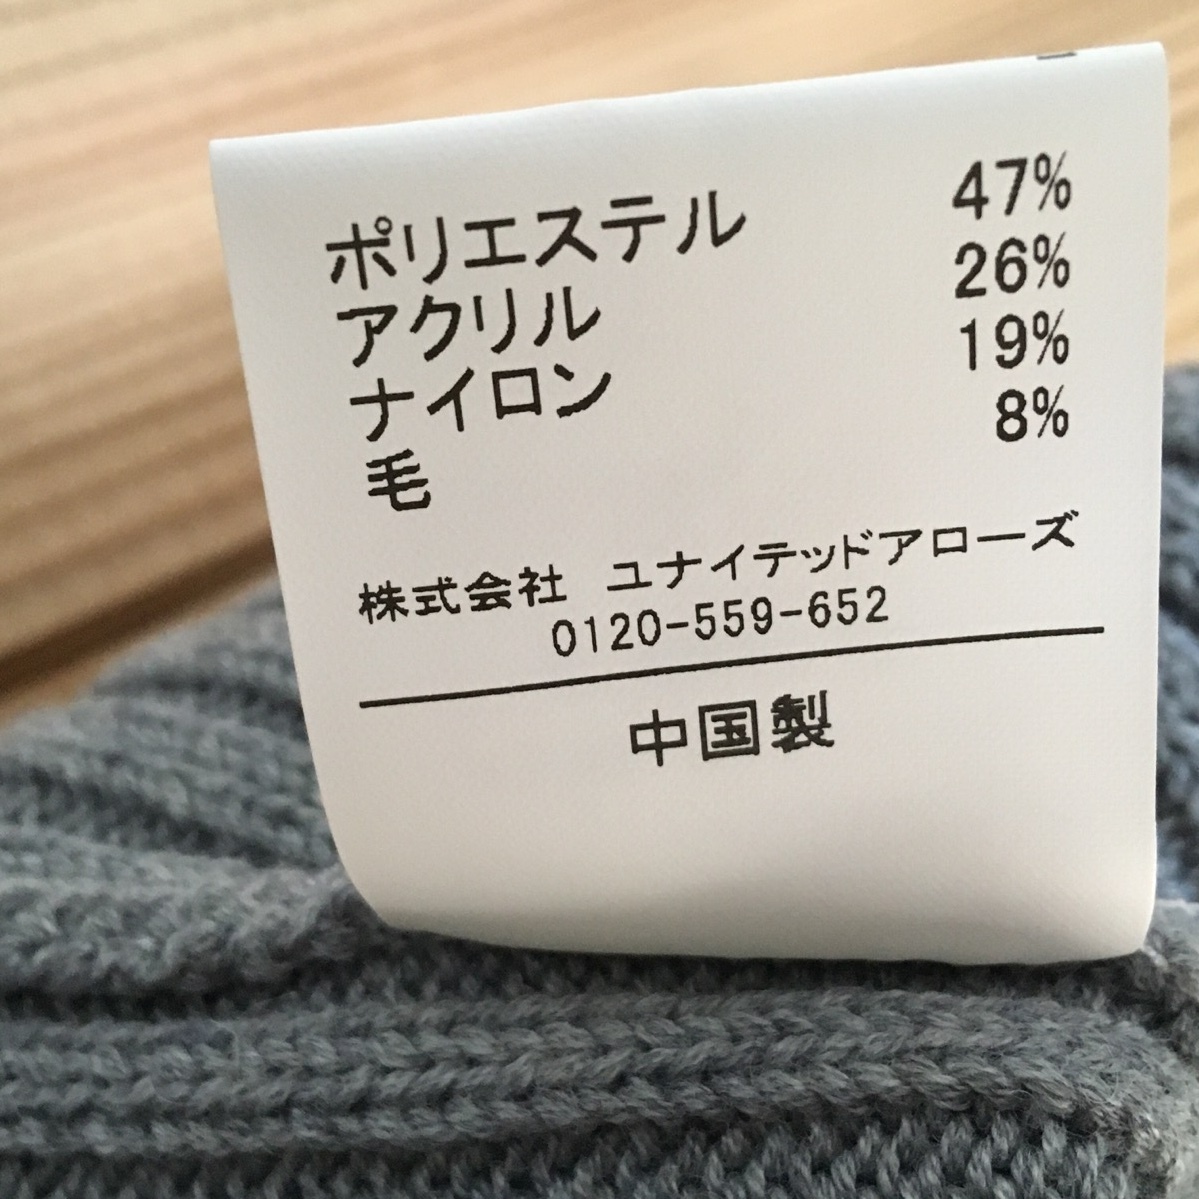 ポリエステル 47%
アクリル 26%
ナイロン 19%
毛 8%
株式会社 ユナイテッドアローズ
0120-559-652
中国製